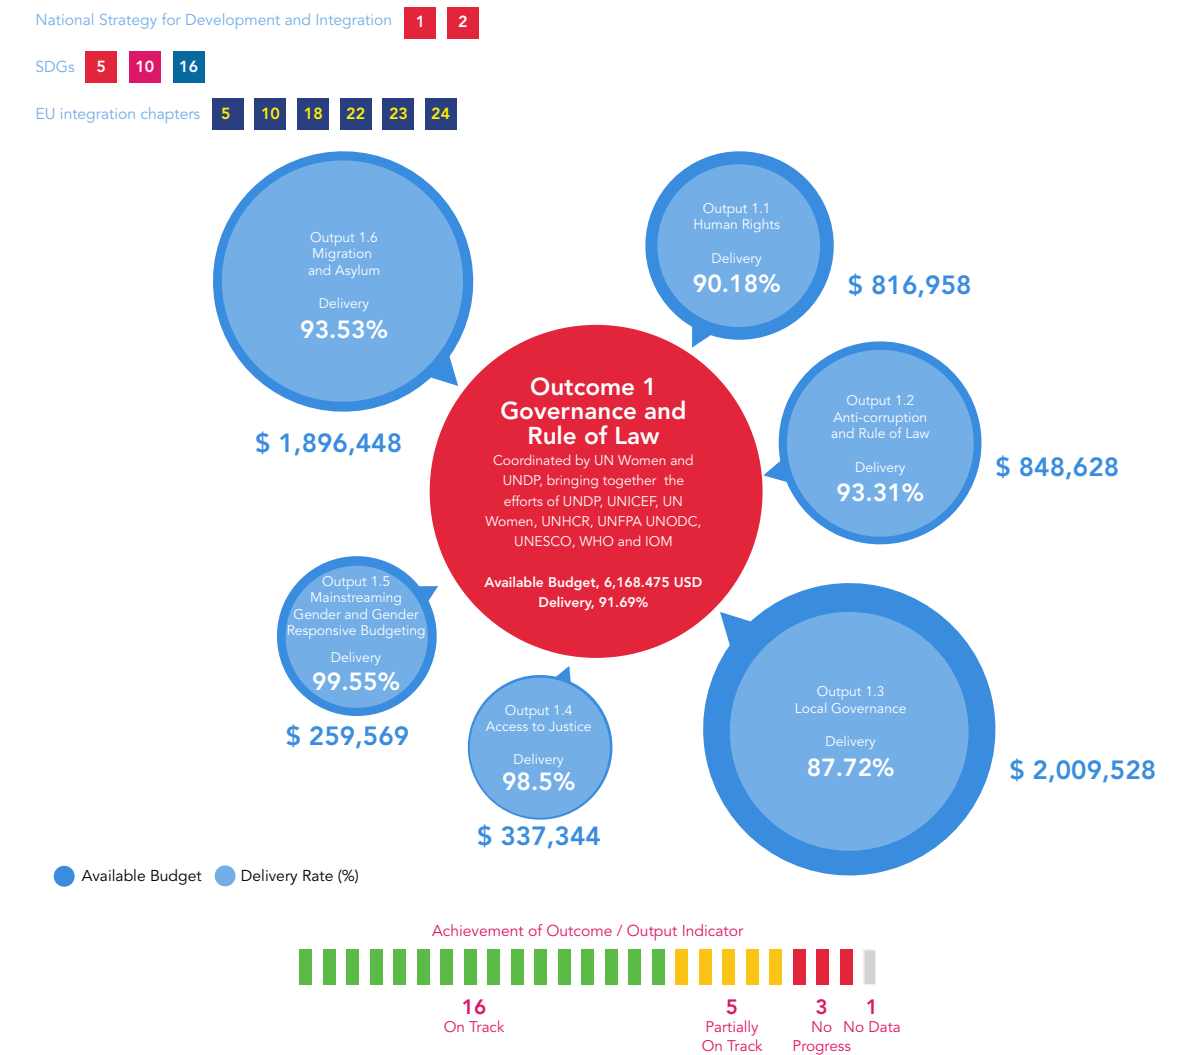 National Strategy for Development and Integration 1 2
SDGs 5 10 16
EU integration chapters 5 10 18 22 23 24
Output 1.6
Migration
and Asylum
Delivery
93.53%
$ 1,896,448
Output 1.1
Human Rights
Delivery
90.18%
$ 816,958
Outcome 1
Governance and
Rule of Law
Coordinated by UN Women and
UNDP, bringing together the
efforts of UNDP, UNICEF, UN
Women, UNHCR, UNFPA UNODC,
UNESCO, WHO and IOM
Available Budget, 6,168.475 USD
Delivery, 91.69%
Output 1.2
Anti-corruption
and Rule of Law
Delivery
93.31%
$ 848,628
Output 1.5
Mainstreaming
Gender and Gender
Responsive Budgeting
Delivery
99.55%
$ 259,569
Output 1.4
Access to Justice
Delivery
98.5%
$ 337,344
Output 1.3
Local Governance
Delivery
87.72%
$ 2,009,528
Available Budget
Delivery Rate (%)
Achievement of Outcome / Output Indicator
16
On Track
5
Partially
On Track
3
No
Progress
1
No Data